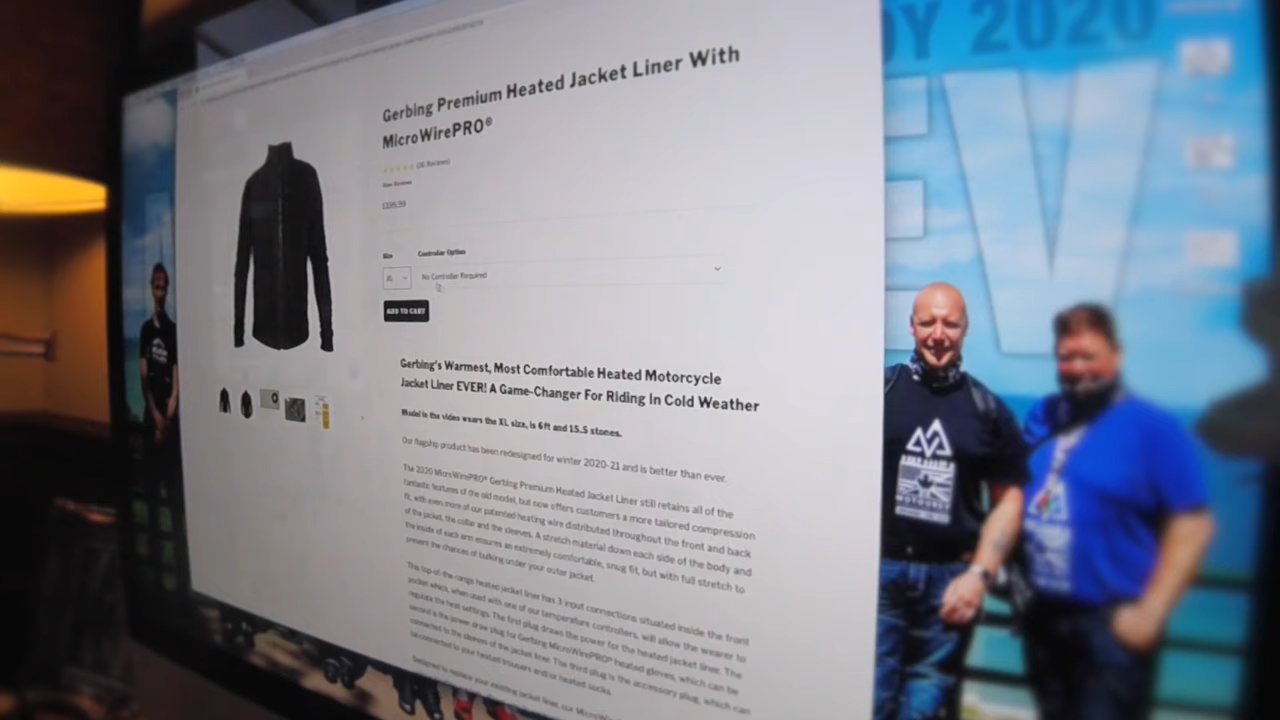 DY 2020
EV
Gerbing Premium Heated Jacket Liner With
MicroWirePRO®
(26 Reviews)
Size Reviews
£199.99
Size
Controller Option
XL
No Controller Required
ADD TO CART
Gerbing's Warmest, Most Comfortable Heated Motorcycle
Jacket Liner EVER! A Game-Changer For Riding In Cold Weather
Model in the video wears the XL size, is 6ft and 15.5 stones.
Our flagship product has been redesigned for winter 2020-21 and is better than ever.
The 2020 MicroWirePRO® Gerbing Premium Heated Jacket Liner still retains all of the
fantastic features of the old model, but now offers customers a more tailored compression
fit, with even more of our patented heating wire distributed throughout the front and back
of the jacket, the collar and the sleeves. A stretch material down each side of the body and
the inside of each arm ensures an extremely comfortable, snug fit, but with full stretch to
prevent the chances of bulking under your outer jacket.
This top-of-the-range heated jacket liner has 3 input connections situated inside the front
pocket which, when used with one of our temperature controllers, will allow the wearer to
regulate the heat settings. The first plug draws the power for the heated jacket liner. The
second is the power draw plug for Gerbing MicroWirePRO® heated gloves, which can be
connected to the sleeves of the jacket liner. The third plug is the accessory plug, which can
be connected to your heated trousers and/or heated socks.
Designed to replace your existing jacket liner, our